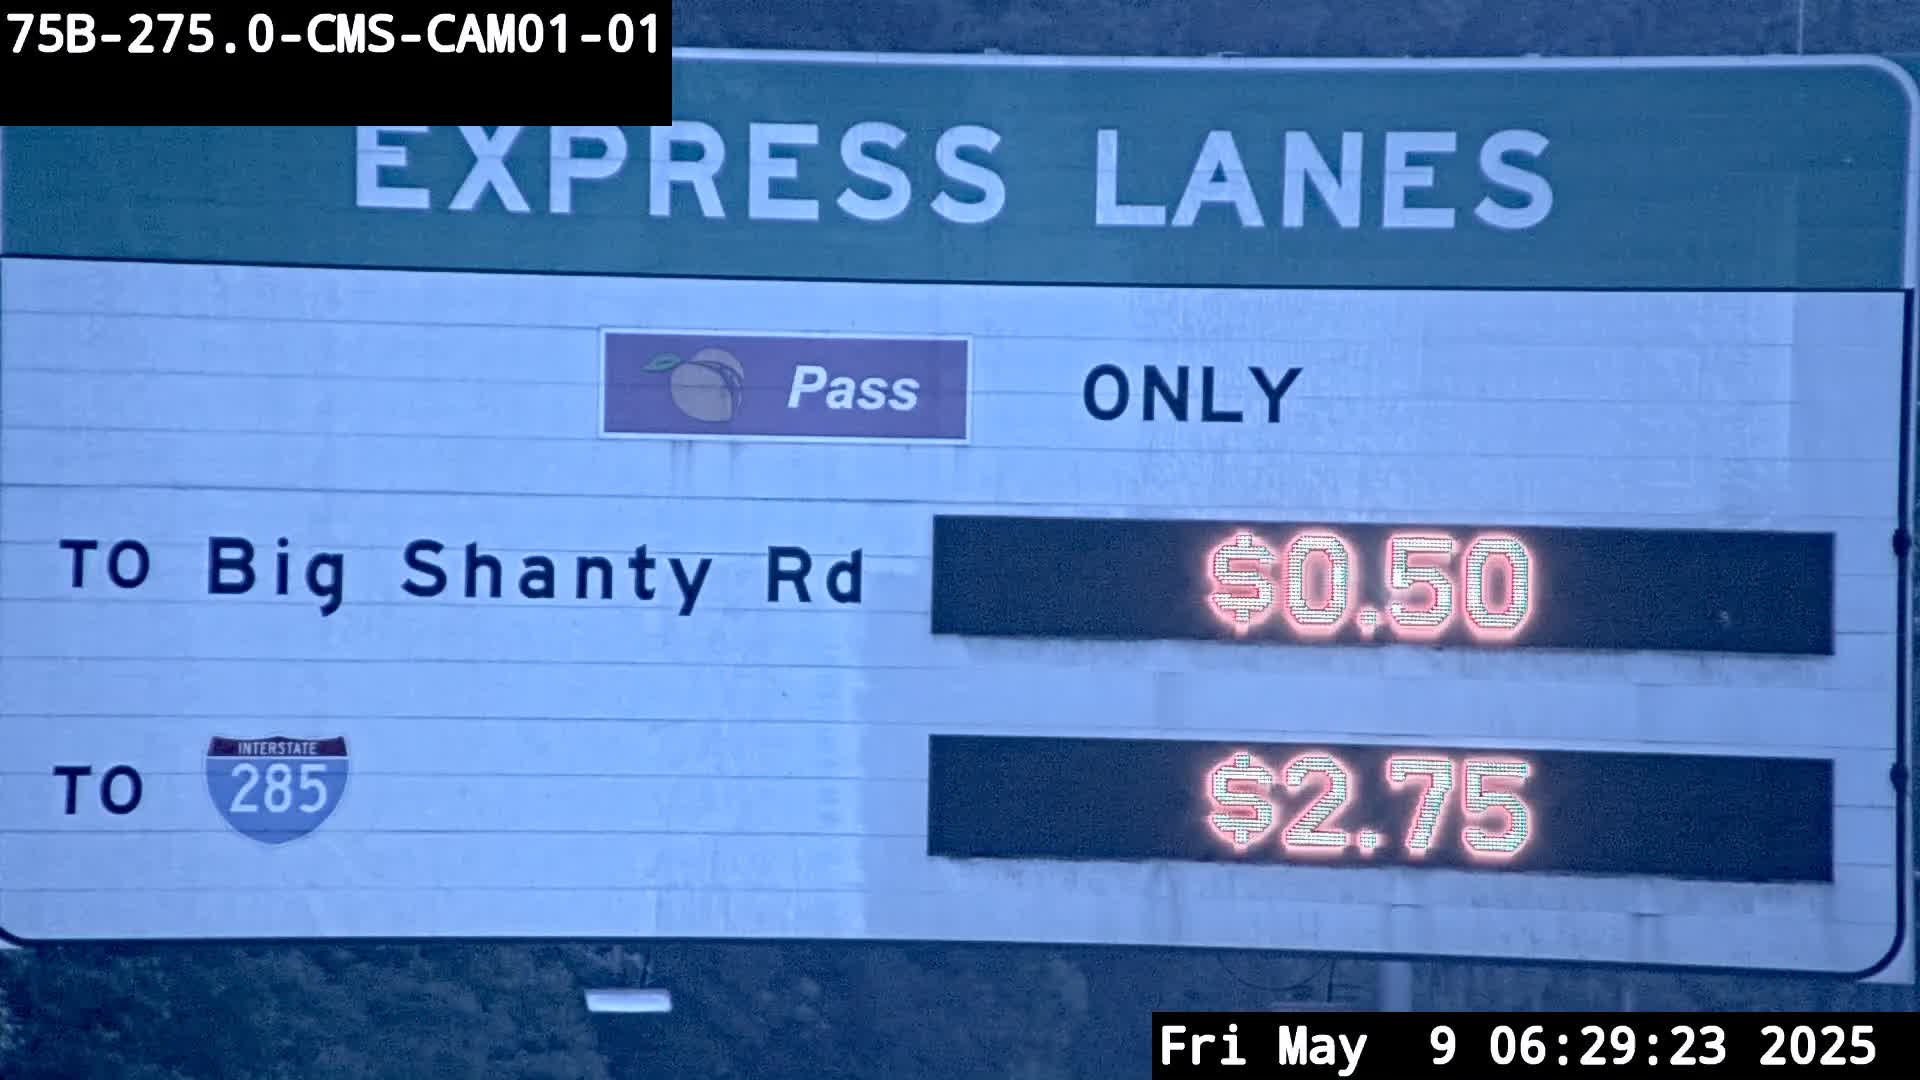 75B-275.0-CMS-CAM01-01
EXPRESS LANES
Pass ONLY
TO Big Shanty Rd $0.50
INTERSTATE
TO 285 $2.75
Fri May 9 06:29:23 2025